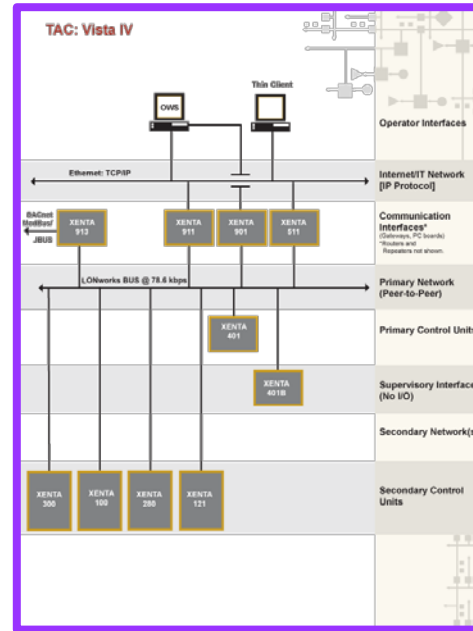 TAC: Vista IV
Thin Client
OWS
Operator Interfaces
Ethernet: TCP/IP
Internet/IT Network
[IP Protocol]
BACnet
ModBus/
JBUS
XENTA
913
XENTA
911
XENTA
901
XENTA
511
Communication
Interfaces*
(Gateways, PC boards)
*Routers and
Repeaters not shown.
LONworks BUS @ 78.6 kbps
Primary Network
(Peer-to-Peer)
XENTA
401
Primary Control Units
XENTA
401B
Supervisory Interface
(No I/O)
Secondary Network(s
XENTA
300
XENTA
100
XENTA
280
XENTA
121
Secondary Control
Units